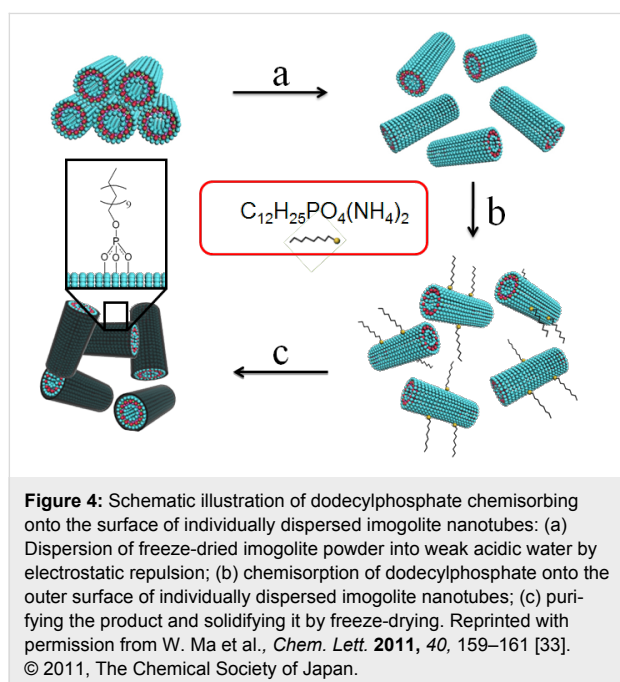 a
C₁₂H₂₅PO₄(NH₄)₂
b
9
O
P
O O O
c
Figure 4: Schematic illustration of dodecylphosphate chemisorbing
onto the surface of individually dispersed imogolite nanotubes: (a)
Dispersion of freeze-dried imogolite powder into weak acidic water by
electrostatic repulsion; (b) chemisorption of dodecylphosphate onto the
outer surface of individually dispersed imogolite nanotubes; (c) puri-
fying the product and solidifying it by freeze-drying. Reprinted with
permission from W. Ma et al., Chem. Lett. 2011, 40, 159–161 [33].
© 2011, The Chemical Society of Japan.